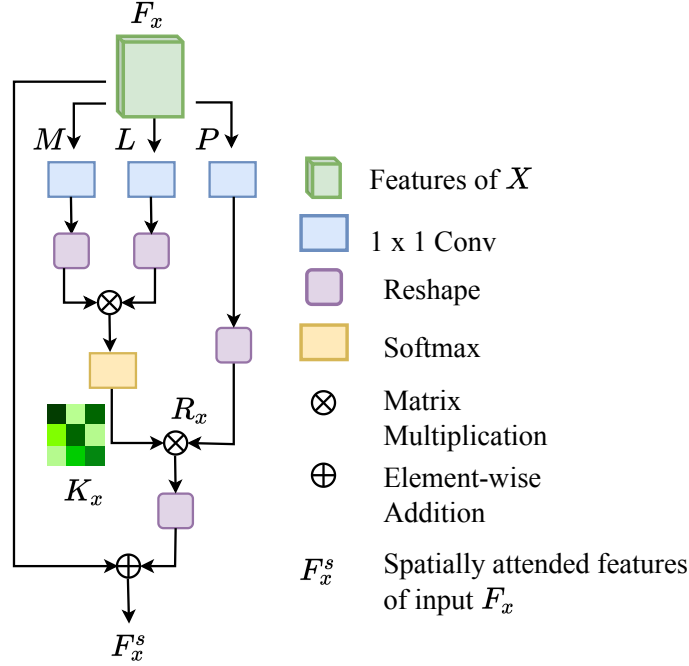 F_x
M L P
Features of X
1 x 1 Conv
Reshape
Softmax
R_x
Matrix
Multiplication
K_x
Element-wise
Addition
F_x^s
Spatially attended features
of input F_x
F_x^s